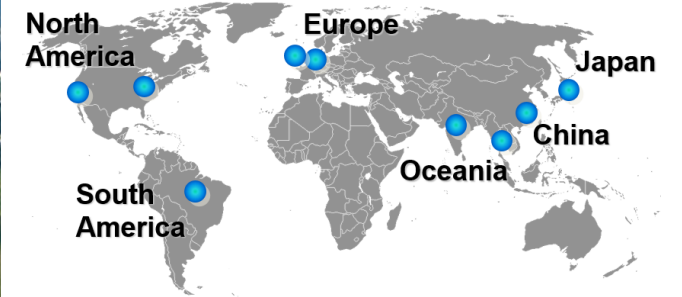 North
America
Europe
Japan
China
Oceania
South
America